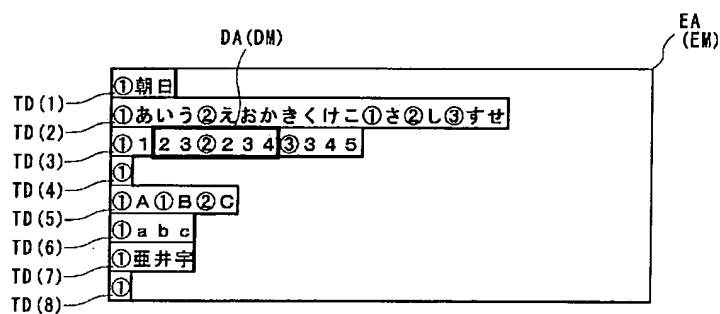 DA(DM)
EA
(EM)
TD(1)
①朝日
TD(2)
①あいう②えおかきくけこ①さ②し③すせ
TD(3)
①１２３②２３４③３４５
TD(4)
①
TD(5)
①Ａ①Ｂ②Ｃ
TD(6)
①ａｂｃ
TD(7)
①亜井宇
TD(8)
①